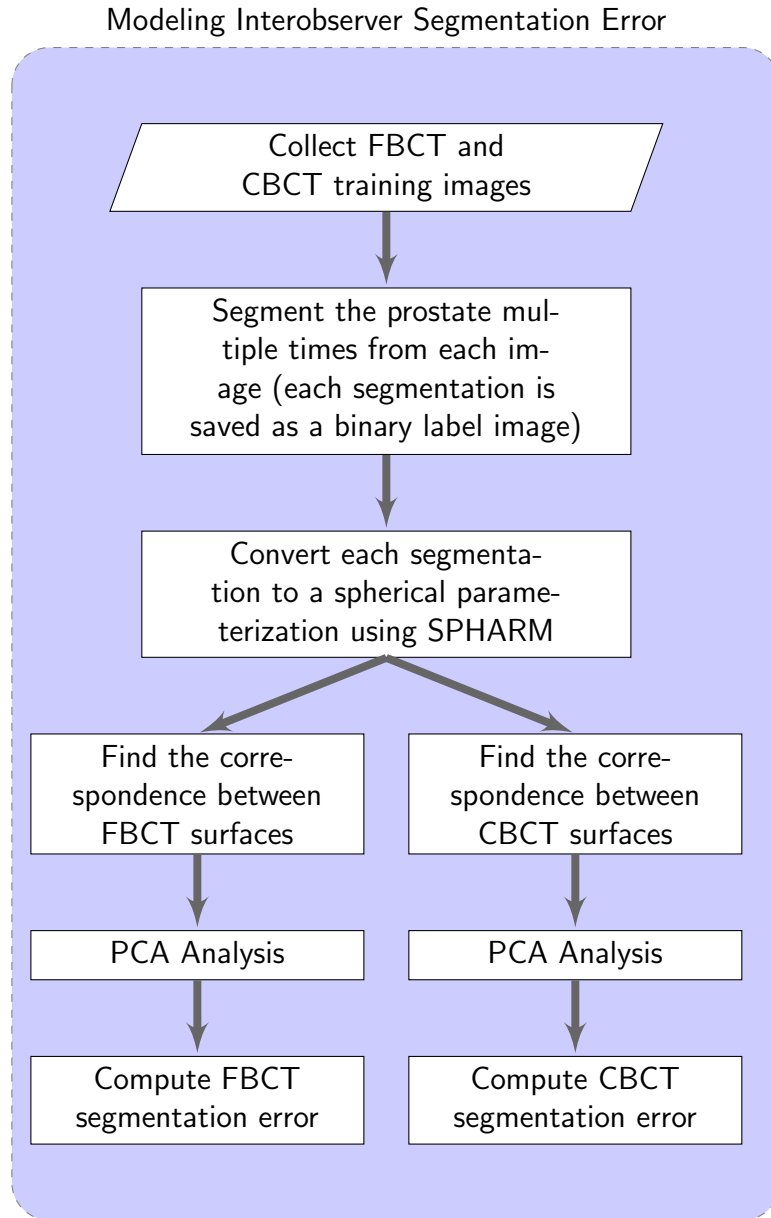 Modeling Interobserver Segmentation Error
Collect FBCT and
CBCT training images
Segment the prostate mul-
tiple times from each im-
age (each segmentation is
saved as a binary label image)
Convert each segmenta-
tion to a spherical parame-
terization using SPHARM
Find the corre-
spondence between
FBCT surfaces
Find the corre-
spondence between
CBCT surfaces
PCA Analysis
PCA Analysis
Compute FBCT
segmentation error
Compute CBCT
segmentation error